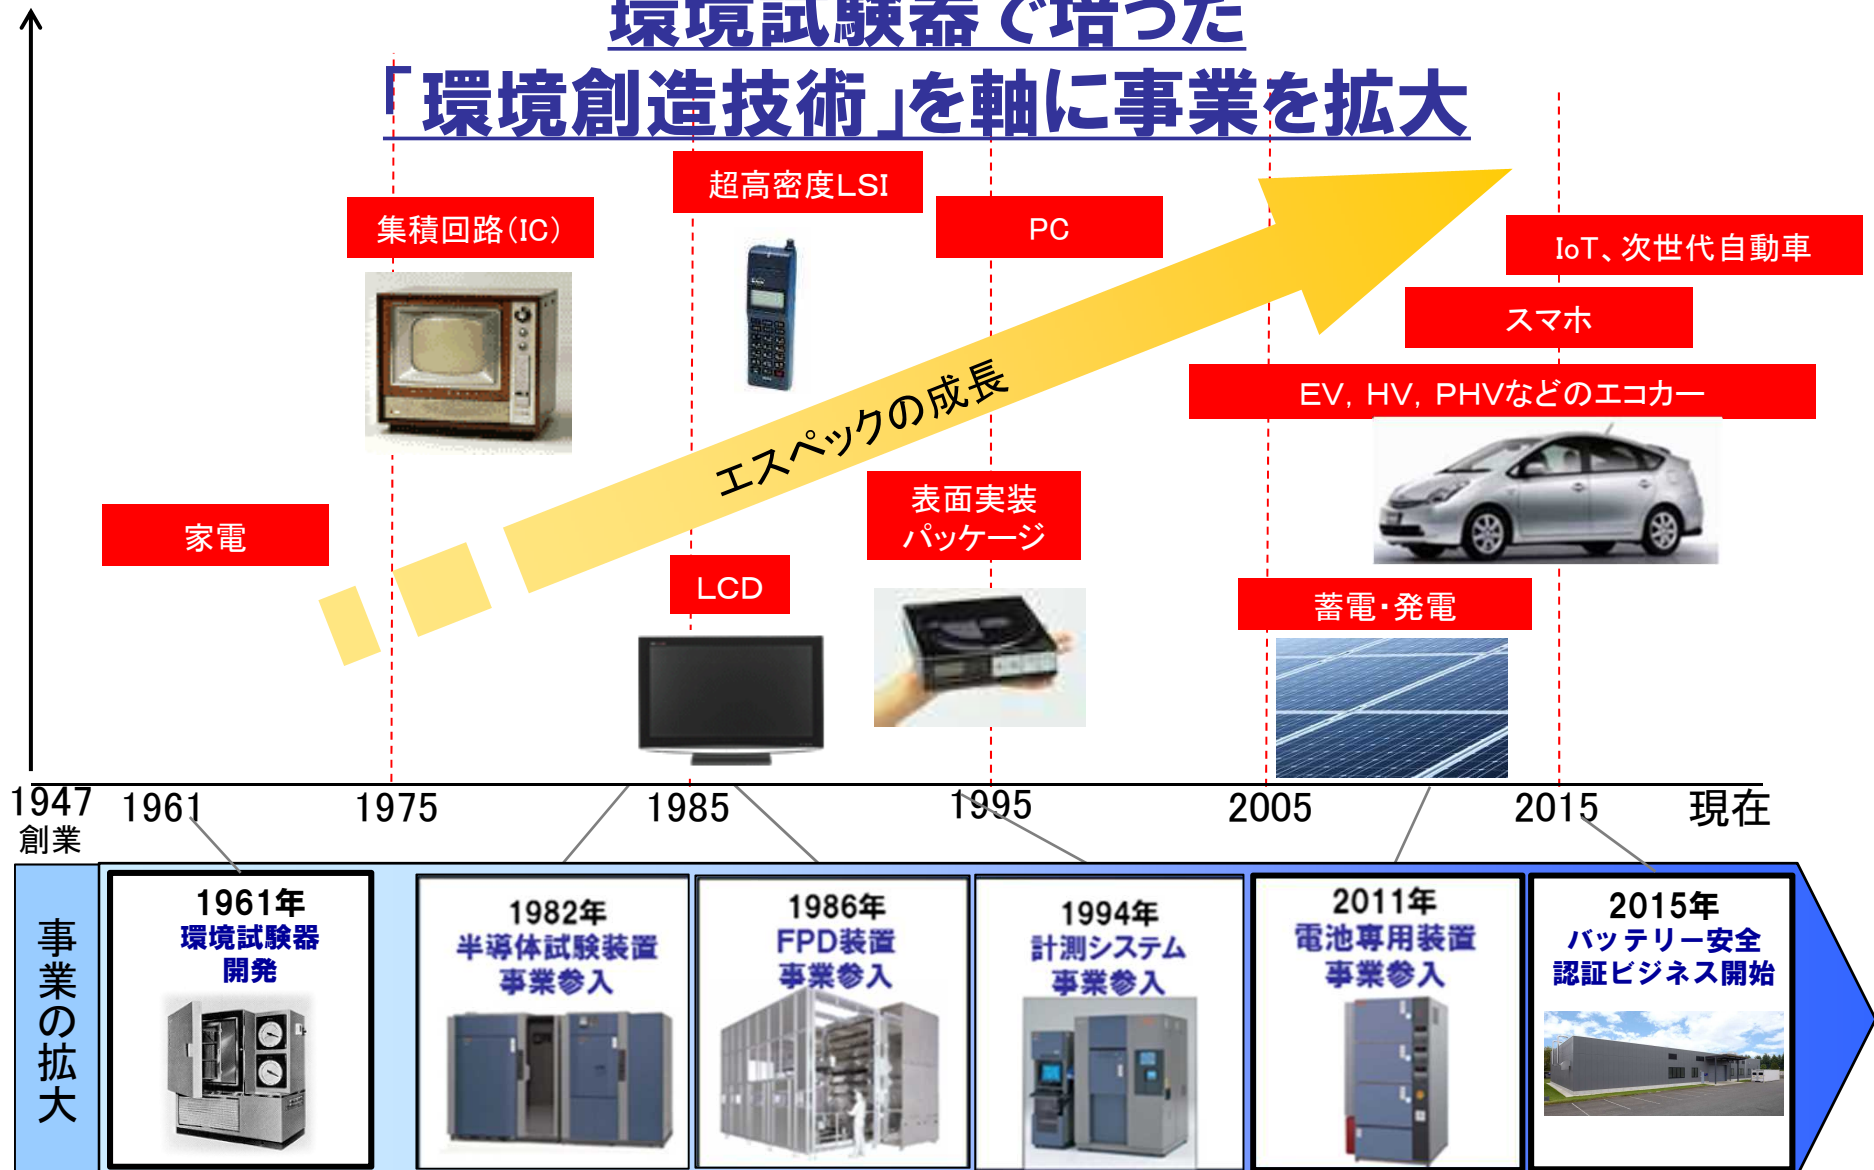 環境試験器で培った
「環境創造技術」を軸に事業を拡大
超高密度LSI
集積回路(IC)
PC
IoT、次世代自動車
スマホ
EV, HV, PHVなどのエコカー
エスペックの成長
表面実装
パッケージ
家電
LCD
蓄電・発電
1947
創業
1961
1975
1985
1995
2005
2015
現在
事業の拡大
1961年
環境試験器
開発
1982年
半導体試験装置
事業参入
1986年
FPD装置
事業参入
1994年
計測システム
事業参入
2011年
電池専用装置
事業参入
2015年
バッテリー安全
認証ビジネス開始